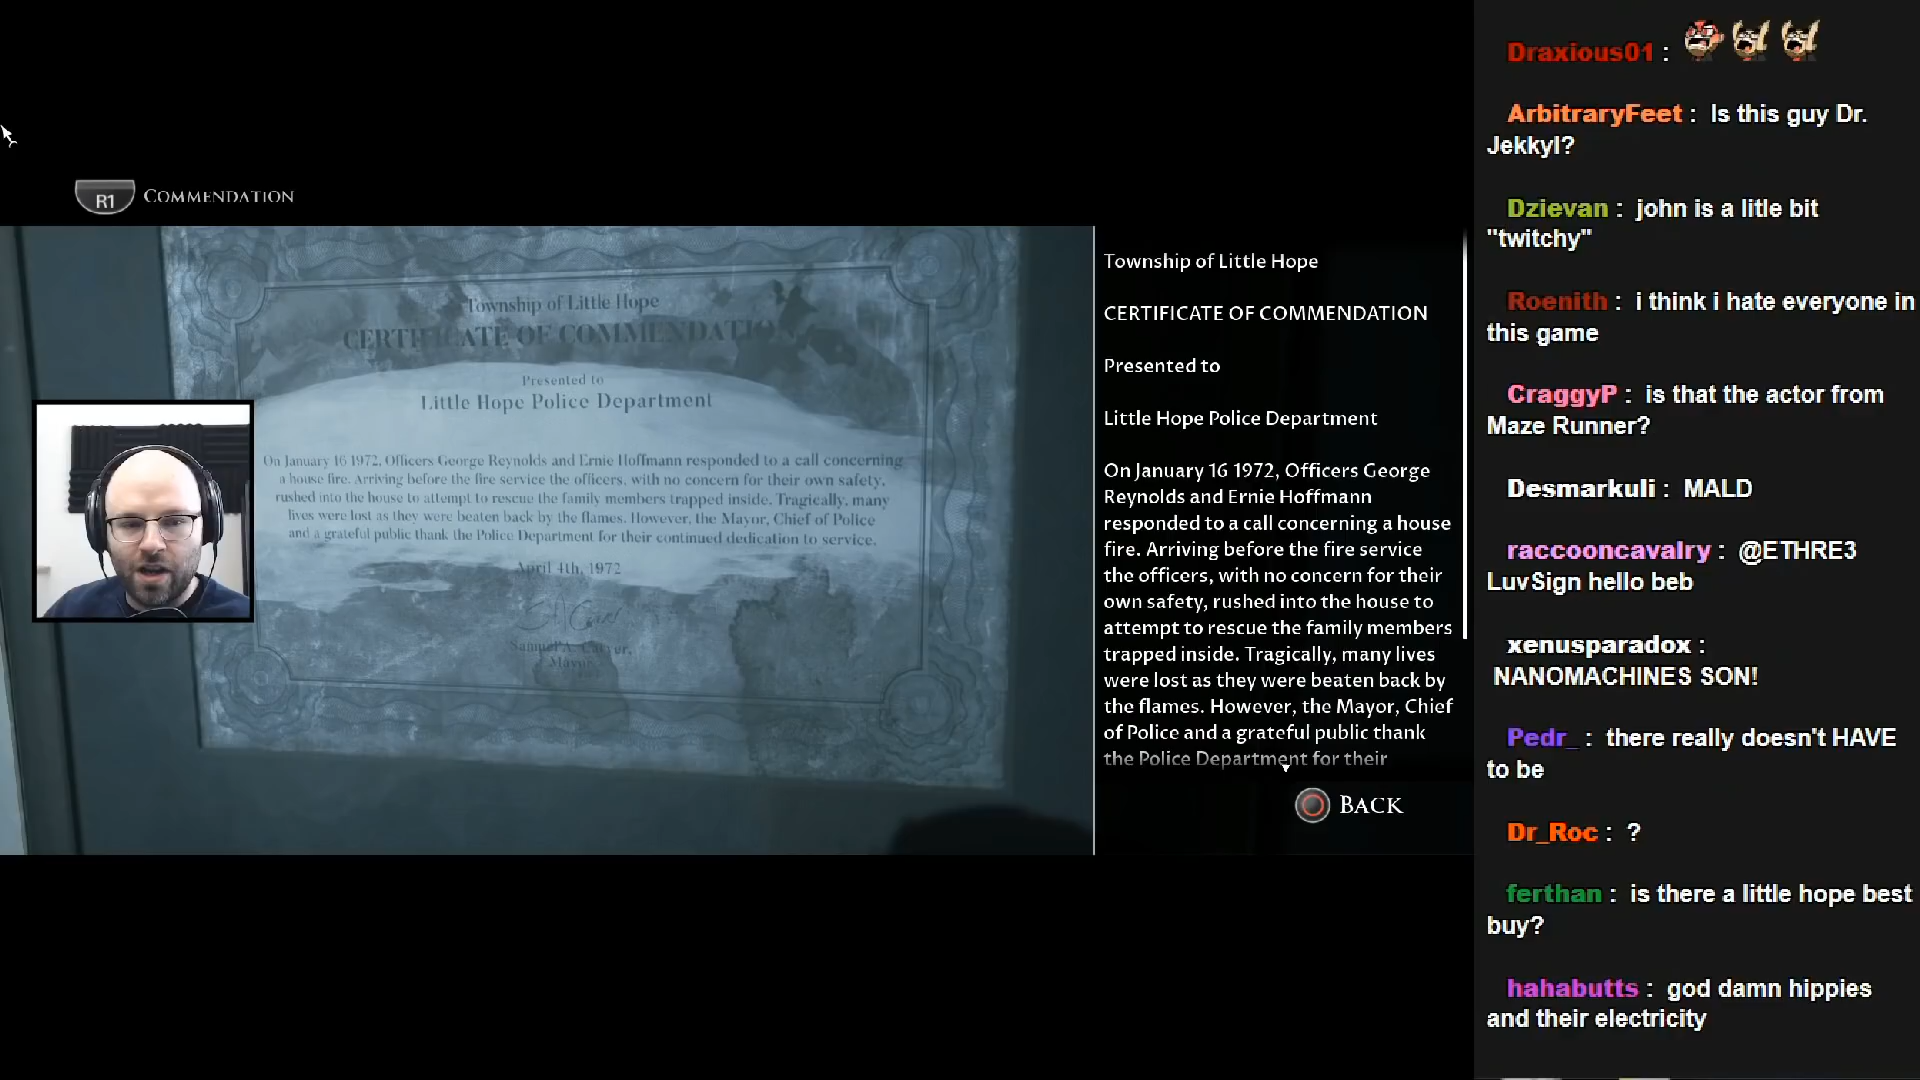 R1 COMMENDATION
Township of Little Hope
CERTIFICATE OF COMMENDATION
Presented to
Little Hope Police Department
On January 16 1972, Officers George Reynolds and Ernie Hoffmann responded to a call concerning
a house fire. Arriving before the fire service the officers, with no concern for their own safety,
rushed into the house to attempt to rescue the family members trapped inside. Tragically, many
lives were lost as they were beaten back by the flames. However, the Mayor, Chief of Police
and a grateful public thank the Police Department for their continued dedication to service.
April 4th, 1972
Samuel A. Carver,
Mayor
Township of Little Hope
CERTIFICATE OF COMMENDATION
Presented to
Little Hope Police Department
On January 16 1972, Officers George
Reynolds and Ernie Hoffmann
responded to a call concerning a house
fire. Arriving before the fire service
the officers, with no concern for their
own safety, rushed into the house to
attempt to rescue the family members
trapped inside. Tragically, many lives
were lost as they were beaten back by
the flames. However, the Mayor, Chief
of Police and a grateful public thank
the Police Department for their
BACK
Draxious01 :
ArbitraryFeet : Is this guy Dr.
Jekkyl?
Dzievan : john is a litle bit
"twitchy"
Roenith : i think i hate everyone in
this game
CraggyP : is that the actor from
Maze Runner?
Desmarkuli : MALD
raccooncavalry : @ETHRE3
LuvSign hello beb
xenusparadox :
NANOMACHINES SON!
Pedr_ : there really doesn't HAVE
to be
Dr_Roc : ?
ferthan : is there a little hope best
buy?
hahabutts : god damn hippies
and their electricity